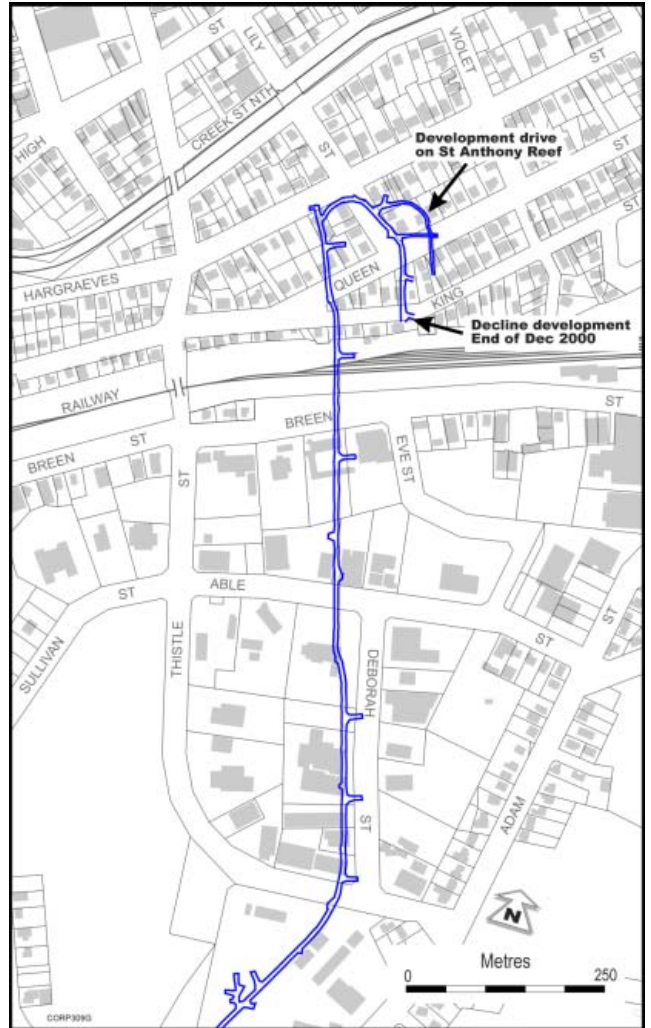 ST
LILY
VIOLET
CREEK ST NTH
HIGH
ST
ST
Development drive
on St Anthony Reef
ST
QUEEN
HARGRAEVES
KING
Decline development
End of Dec 2000
RAILWAY
BREEN
ST
ST
EVE ST
BREEN
ST
ABLE
ST
ST
ST
SULLIVAN
THISTLE
DEBORAH
ADAM
ST
N
Metres
0
250
CORP309G